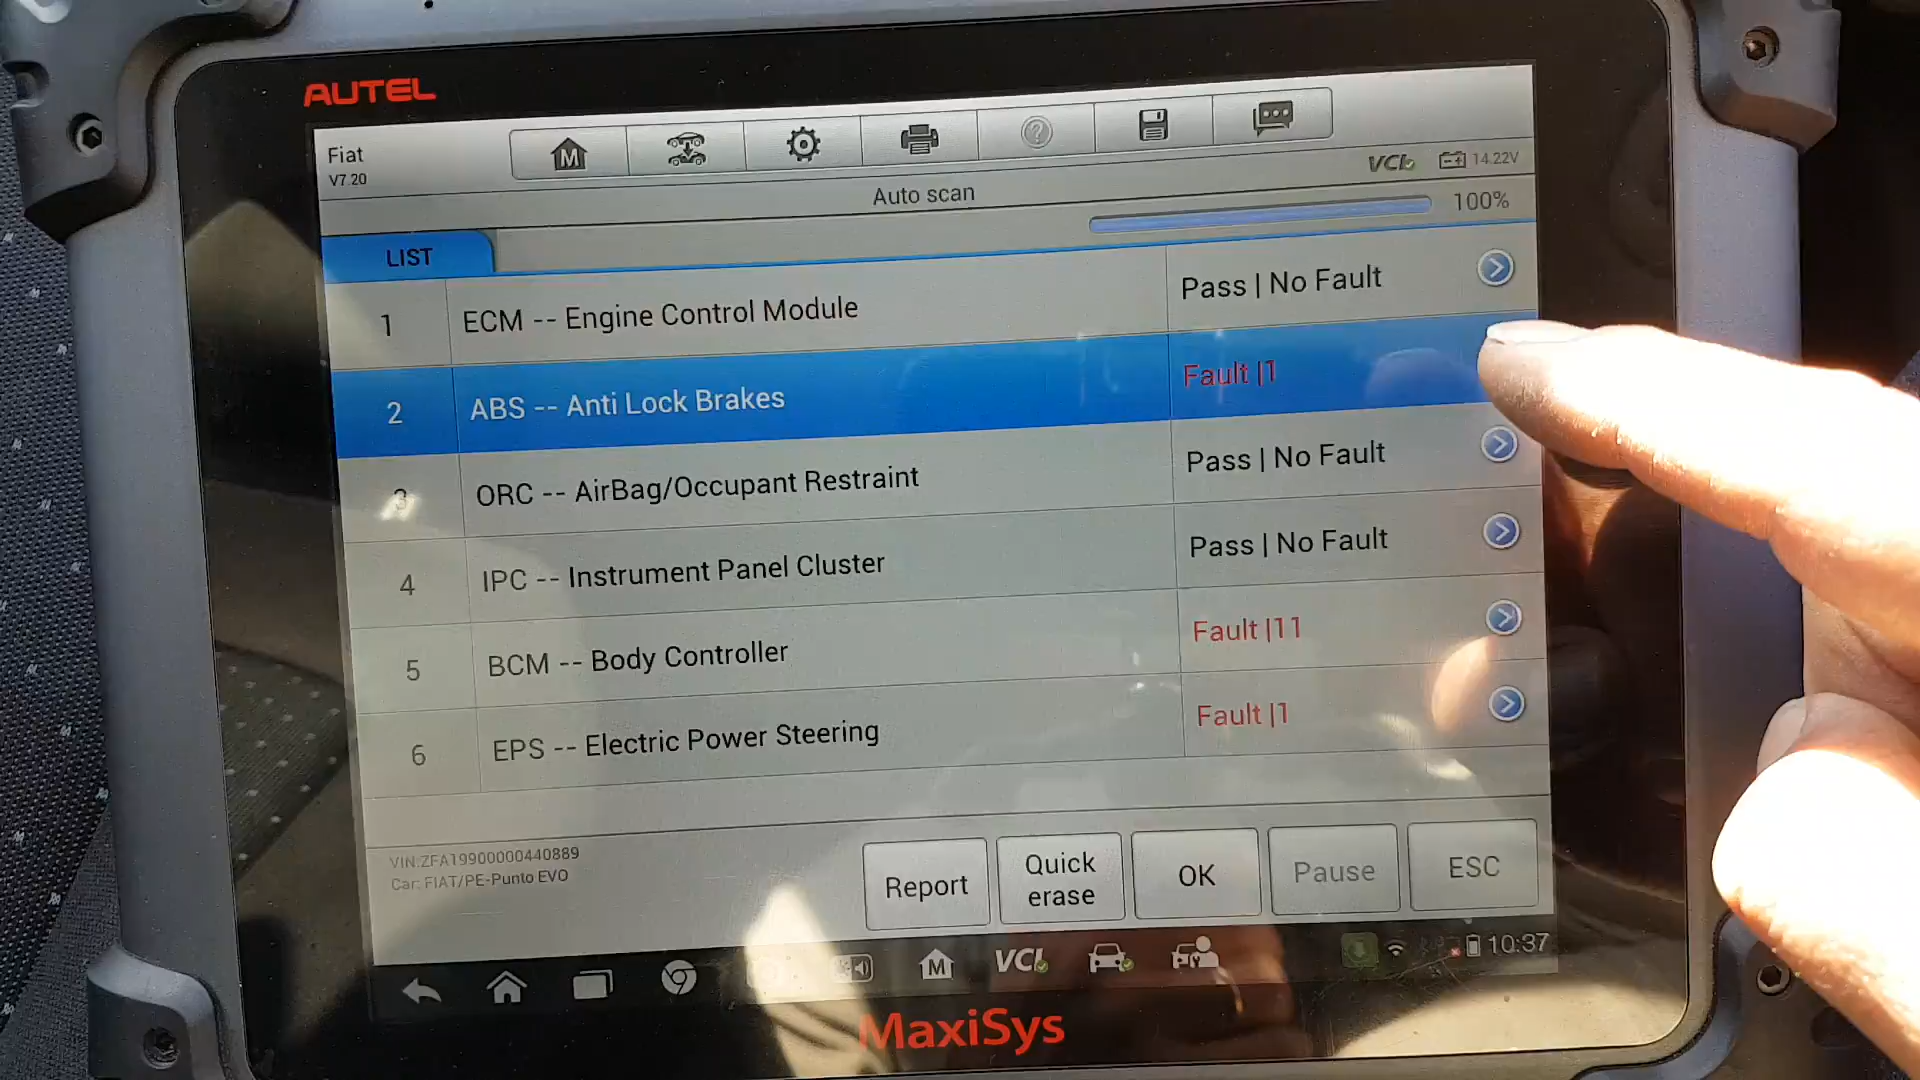 AUTEL
Fiat
V7.20
M
?
VCI
14.22V
Auto scan
100%
LIST
1 ECM -- Engine Control Module Pass | No Fault
2 ABS -- Anti Lock Brakes Fault |1
3 ORC -- AirBag/Occupant Restraint Pass | No Fault
4 IPC -- Instrument Panel Cluster Pass | No Fault
5 BCM -- Body Controller Fault |11
6 EPS -- Electric Power Steering Fault |1
VIN:ZFA19900000440889
Car: FIAT/PE-Punto EVO
Report
Quick
erase
OK
Pause
ESC
M
VCI
10:37
MaxiSys